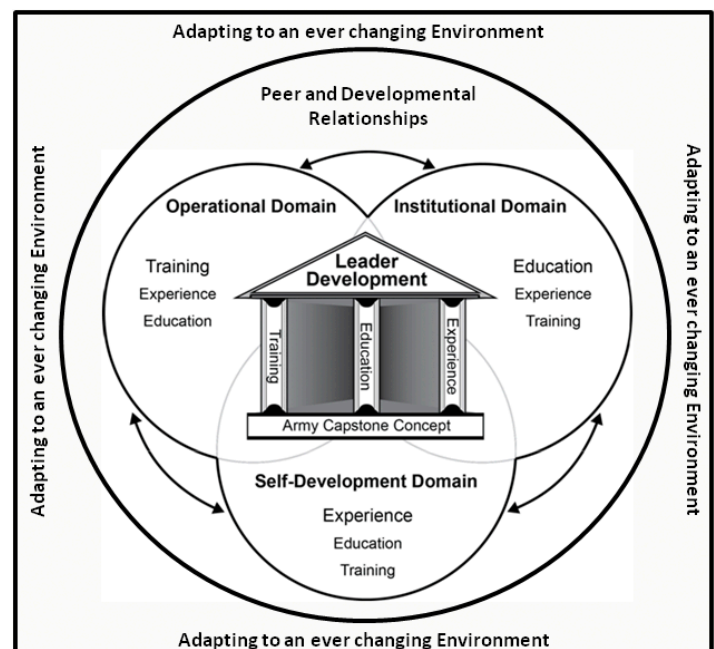 Adapting to an ever changing Environment
Peer and Developmental
Relationships
Adapting to an ever changing Environment
Adapting to an ever changing Environment
Operational Domain
Training
Experience
Education
Institutional Domain
Education
Experience
Training
Leader
Development
Training
Education
Experience
Army Capstone Concept
Self-Development Domain
Experience
Education
Training
Adapting to an ever changing Environment